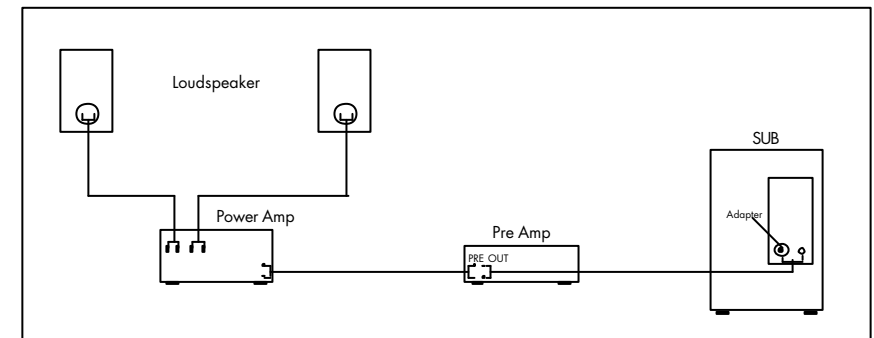 Loudspeaker
SUB
Power Amp
Adapter
Pre Amp
PRE OUT